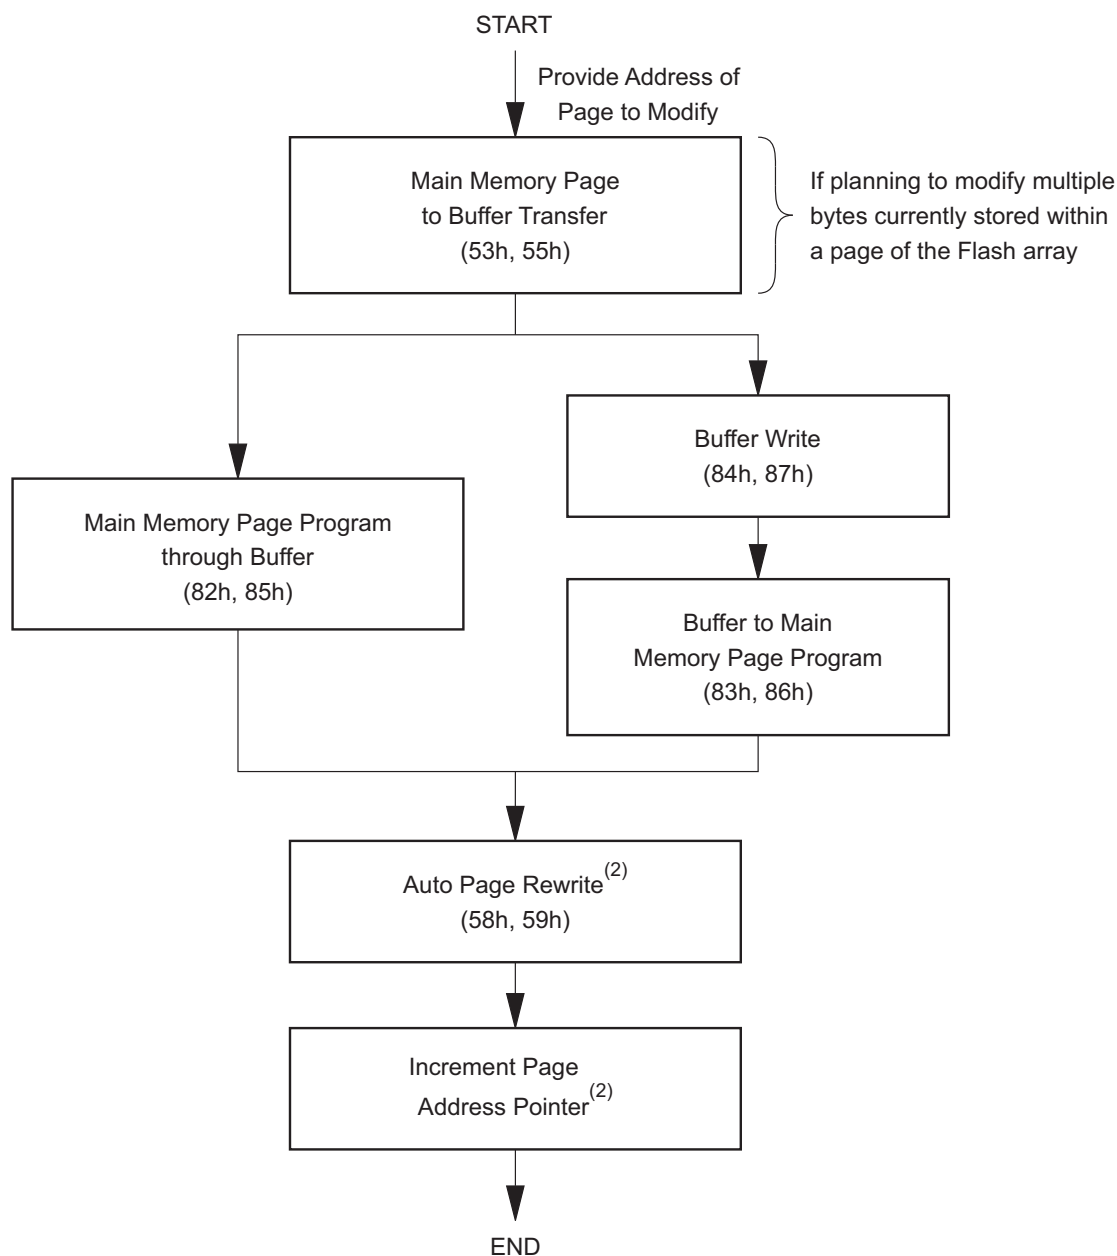 START
Provide Address of
Page to Modify
Main Memory Page
to Buffer Transfer
(53h, 55h)
If planning to modify multiple
bytes currently stored within
a page of the Flash array
Buffer Write
(84h, 87h)
Main Memory Page Program
through Buffer
(82h, 85h)
Buffer to Main
Memory Page Program
(83h, 86h)
Auto Page Rewrite(2)
(58h, 59h)
Increment Page
Address Pointer(2)
END